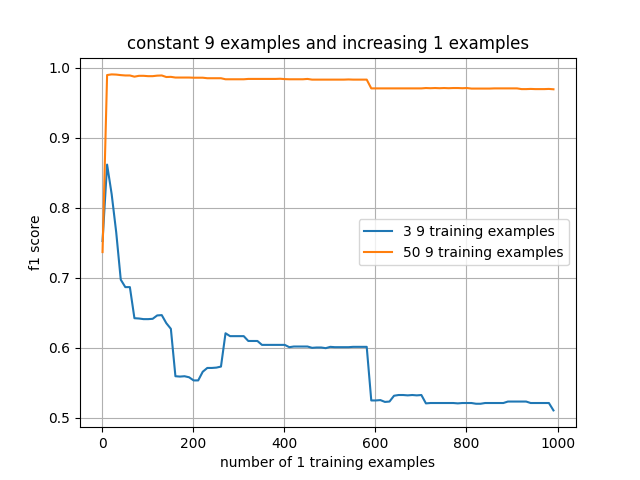 constant 9 examples and increasing 1 examples
f1 score
1.0
0.9
0.8
0.7
0.6
0.5
3 9 training examples
50 9 training examples
0 200 400 600 800 1000
number of 1 training examples